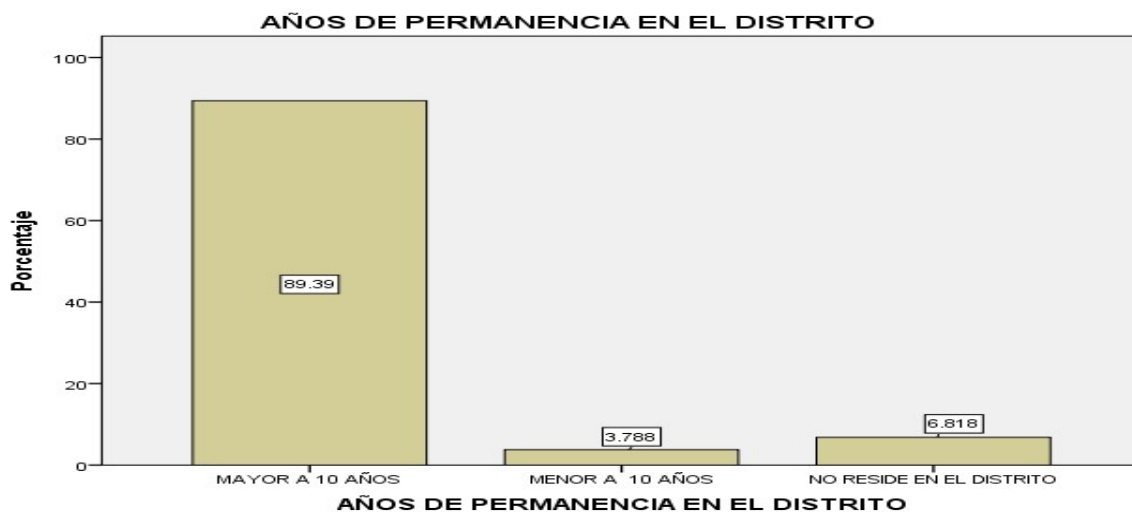 AÑOS DE PERMANENCIA EN EL DISTRITO
Porcentaje
100
80
60
40
20
0
89.39
3.788
6.818
MAYOR A 10 AÑOS
MENOR A 10 AÑOS
NO RESIDE EN EL DISTRITO
AÑOS DE PERMANENCIA EN EL DISTRITO